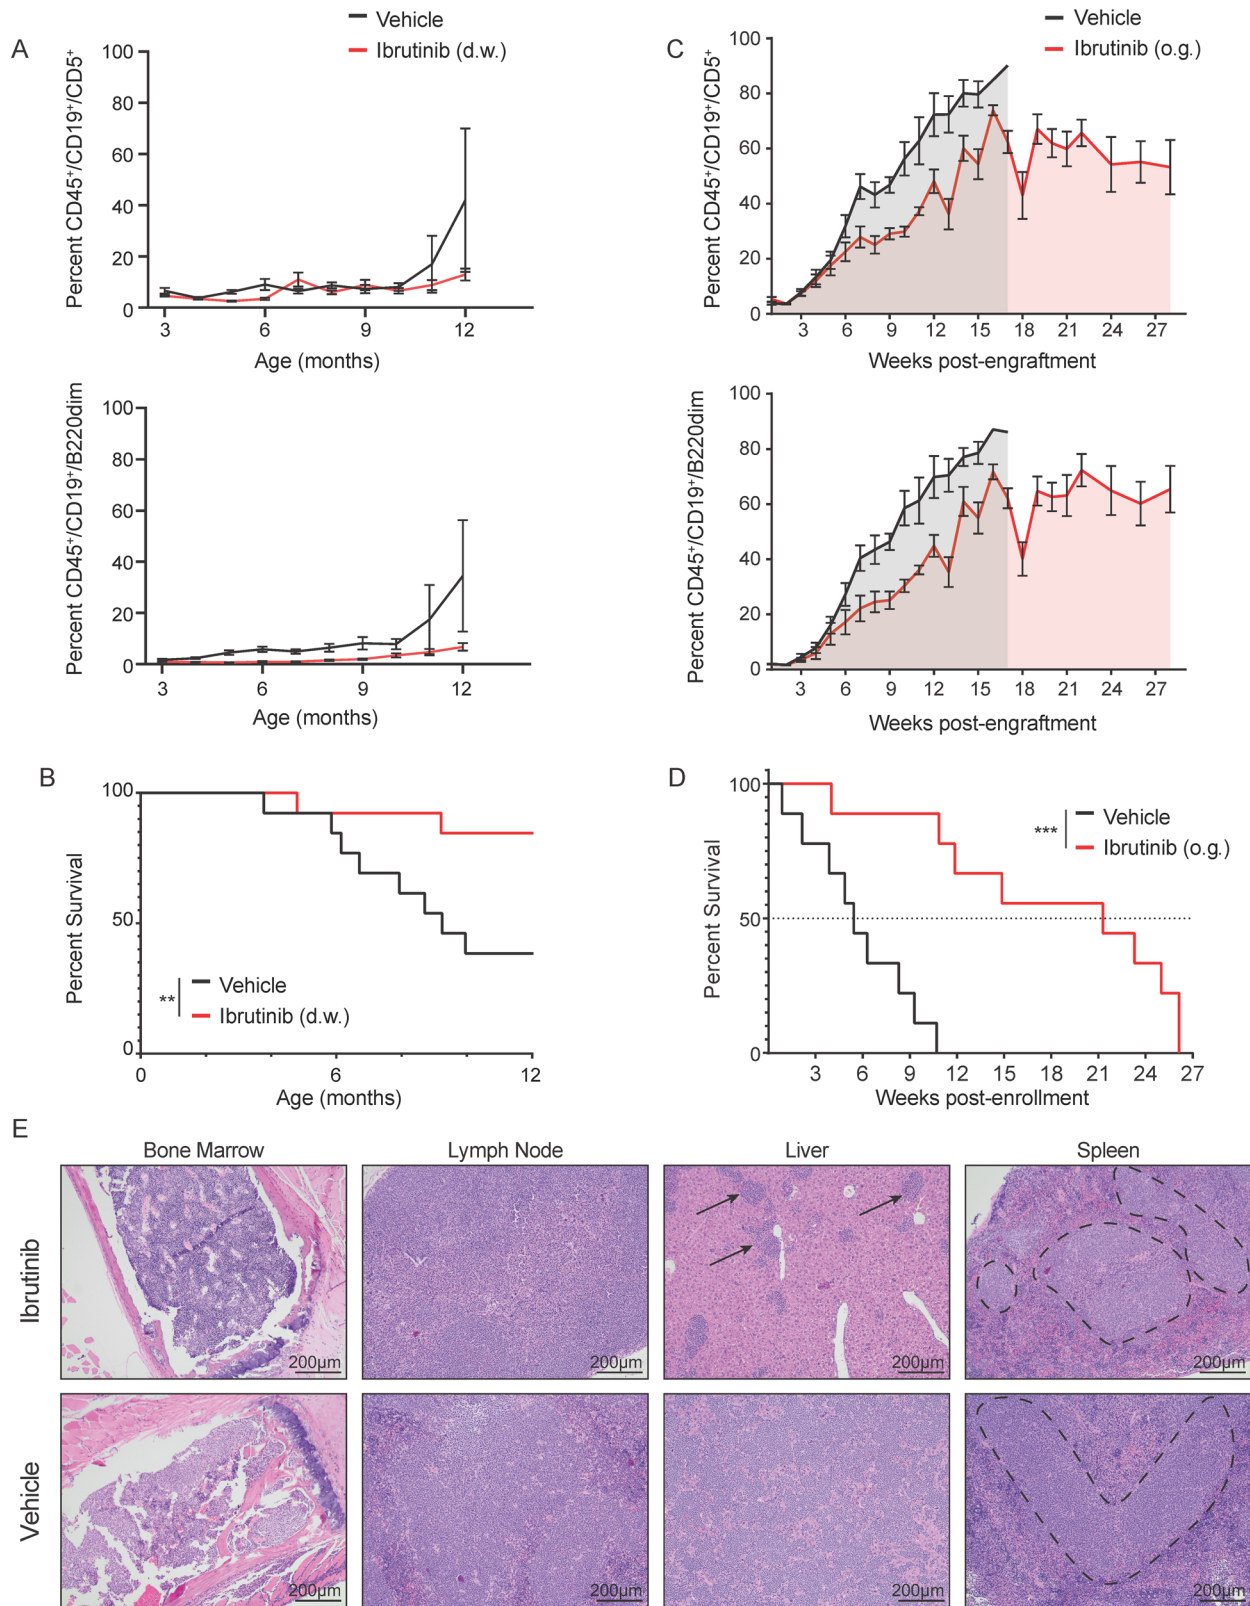 A
Vehicle
Ibrutinib (d.w.)
Percent CD45⁺/CD19⁺/CD5⁺
100
80
60
40
20
0
3
6
9
12
Age (months)
Percent CD45⁺/CD19⁺/B220dim
100
80
60
40
20
0
3
6
9
12
Age (months)
C
Vehicle
Ibrutinib (o.g.)
Percent CD45⁺/CD19⁺/CD5⁺
100
80
60
40
20
0
3
6
9
12
15
18
21
24
27
Weeks post-engraftment
Percent CD45⁺/CD19⁺/B220dim
100
80
60
40
20
0
3
6
9
12
15
18
21
24
27
Weeks post-engraftment
B
Percent Survival
100
50
0
0
6
12
Age (months)
**
Vehicle
Ibrutinib (d.w.)
D
Percent Survival
100
50
0
3
6
9
12
15
18
21
24
27
Weeks post-enrollment
***
Vehicle
Ibrutinib (o.g.)
E
Bone Marrow
Lymph Node
Liver
Spleen
Ibrutinib
200µm
200µm
200µm
200µm
Vehicle
200µm
200µm
200µm
200µm